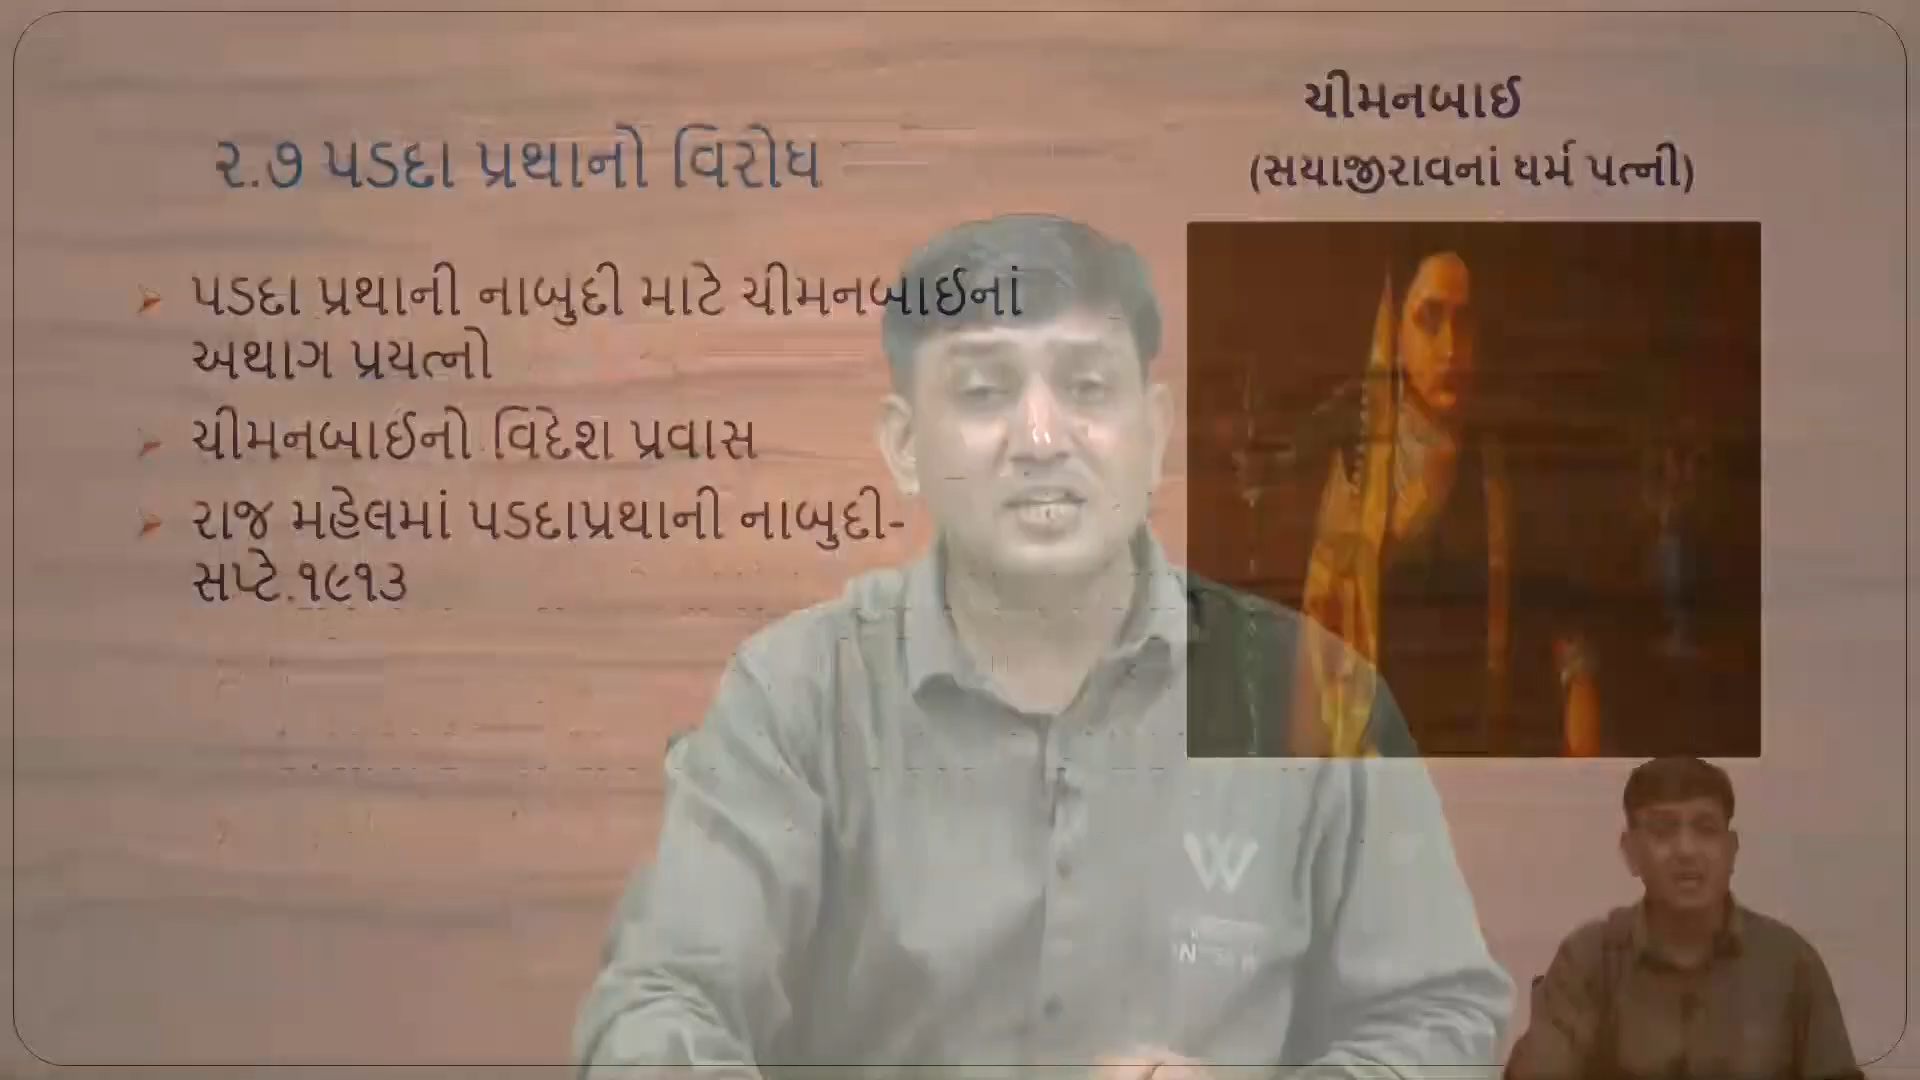 ૨.૭ પડદા પ્રથાનો વિરોધ
પડદા પ્રથાની નાબુદી માટે ચીમનબાઈનાં
અથાગ પ્રયત્નો
ચીમનબાઈનો વિદેશ પ્રવાસ
રાજ મહેલમાં પડદાપ્રથાની નાબુદી-
સપ્ટે.૧૯૧૩
ચીમનબાઈ
(સયાજીરાવનાં ધર્મ પત્ની)